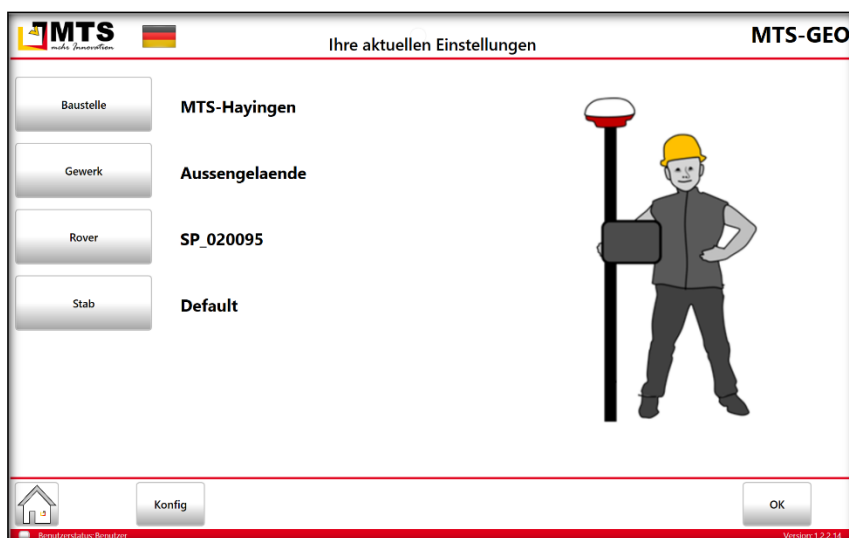 MTS
mehr Innovation
Ihre aktuellen Einstellungen
MTS-GEO
Baustelle
MTS-Hayingen
Gewerk
Aussengelaende
Rover
SP_020095
Stab
Default
Konfig
OK
Benutzerstatus: Benutzer
Version: 1.2.2.14